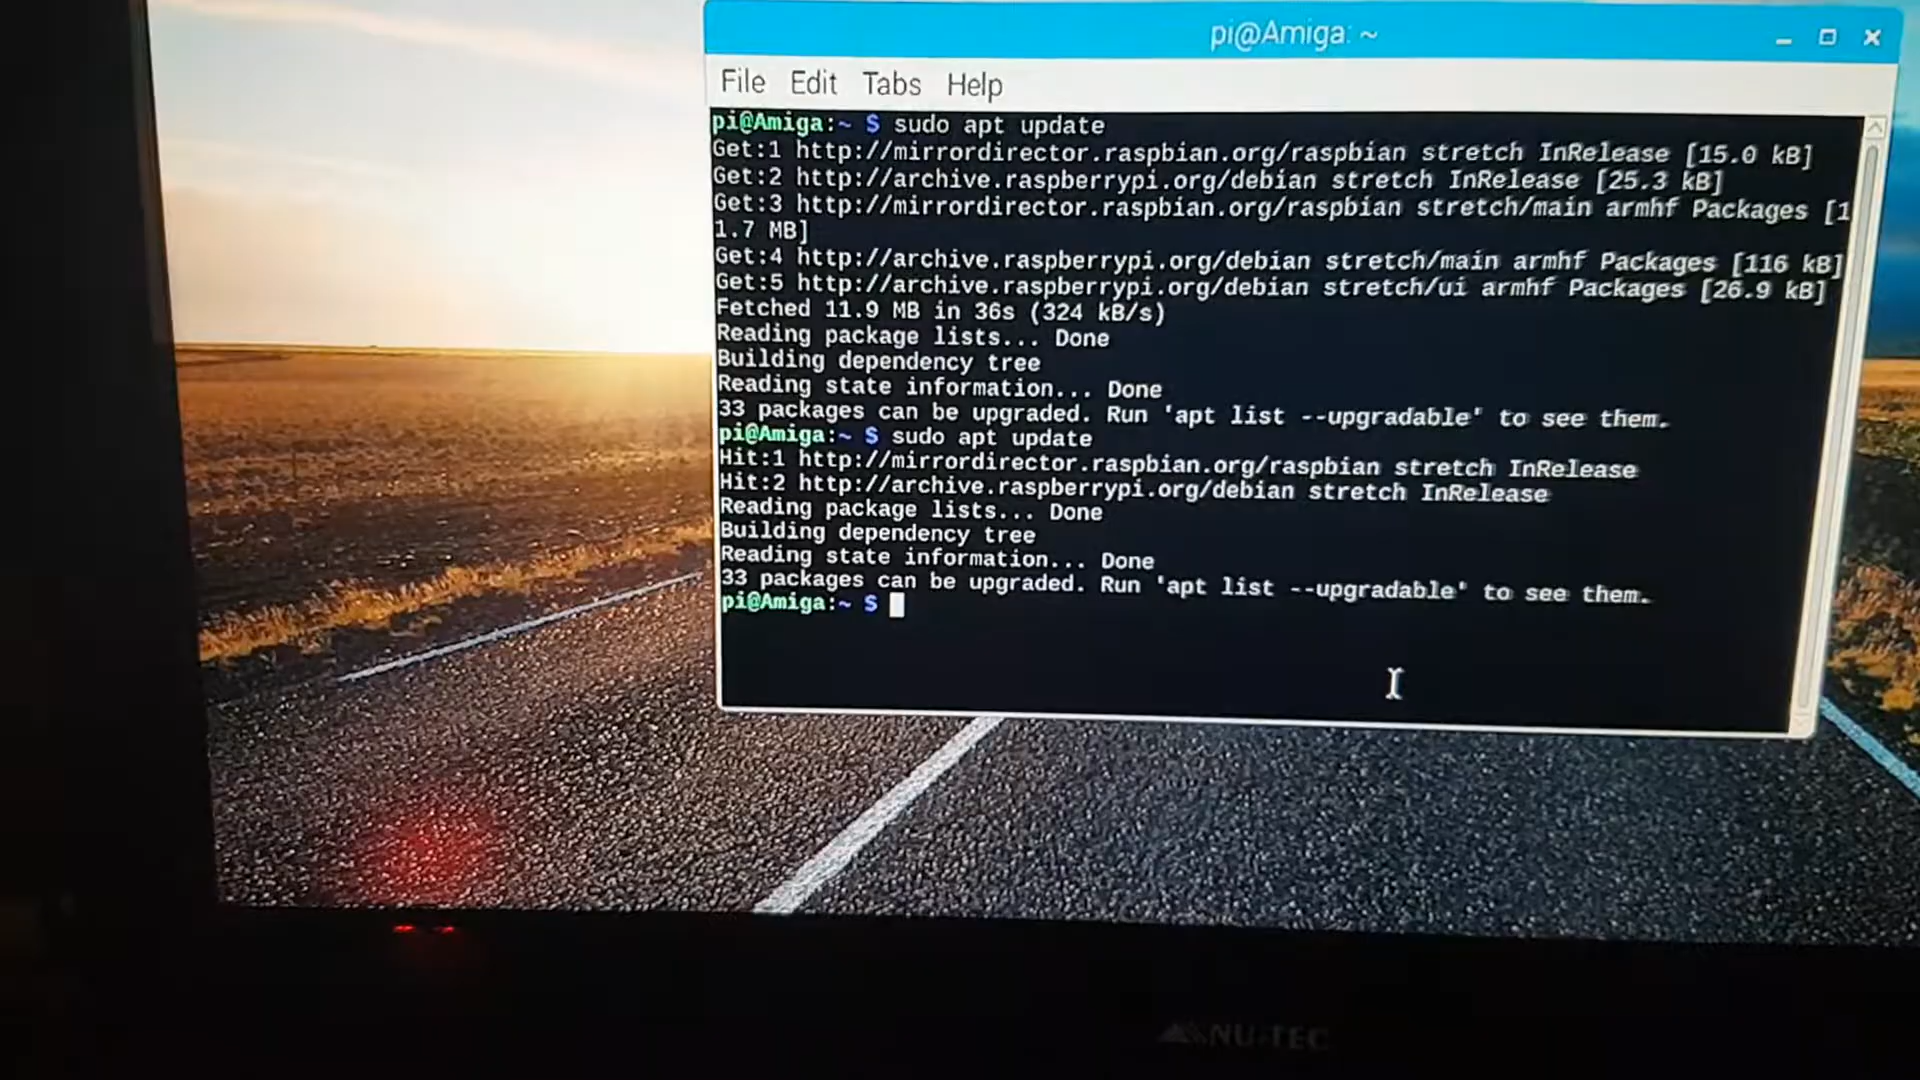 pi@Amiga: ~
File Edit Tabs Help
pi@Amiga:~ $ sudo apt update
Get:1 http://mirrordirector.raspbian.org/raspbian stretch InRelease [15.0 kB]
Get:2 http://archive.raspberrypi.org/debian stretch InRelease [25.3 kB]
Get:3 http://mirrordirector.raspbian.org/raspbian stretch/main armhf Packages [1
1.7 MB]
Get:4 http://archive.raspberrypi.org/debian stretch/main armhf Packages [116 kB]
Get:5 http://archive.raspberrypi.org/debian stretch/ui armhf Packages [26.9 kB]
Fetched 11.9 MB in 36s (324 kB/s)
Reading package lists... Done
Building dependency tree
Reading state information... Done
33 packages can be upgraded. Run 'apt list --upgradable' to see them.
pi@Amiga:~ $ sudo apt update
Hit:1 http://mirrordirector.raspbian.org/raspbian stretch InRelease
Hit:2 http://archive.raspberrypi.org/debian stretch InRelease
Reading package lists... Done
Building dependency tree
Reading state information... Done
33 packages can be upgraded. Run 'apt list --upgradable' to see them.
pi@Amiga:~ $
NU-TEC